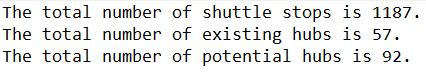 The total number of shuttle stops is 1187.
The total number of existing hubs is 57.
The total number of potential hubs is 92.